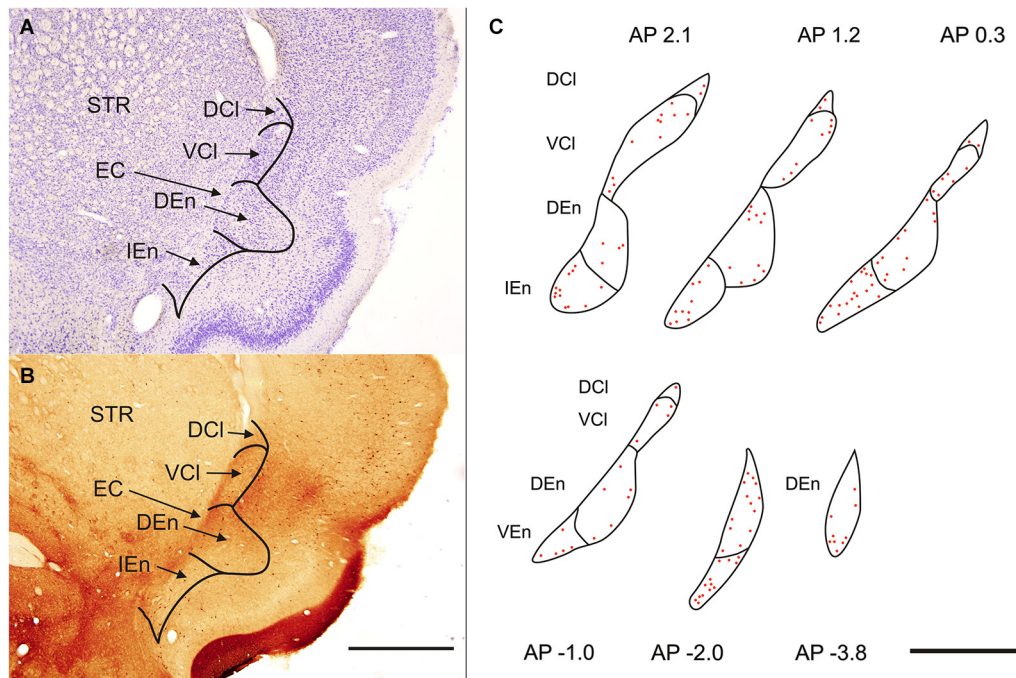 A
STR
DCl
VCl
EC
DEn
IEn
B
STR
DCl
VCl
EC
DEn
IEn
C
AP 2.1 AP 1.2 AP 0.3
DCl
VCl
DEn
IEn
DCl
VCl
DEn DEn
VEn
AP -1.0 AP -2.0 AP -3.8